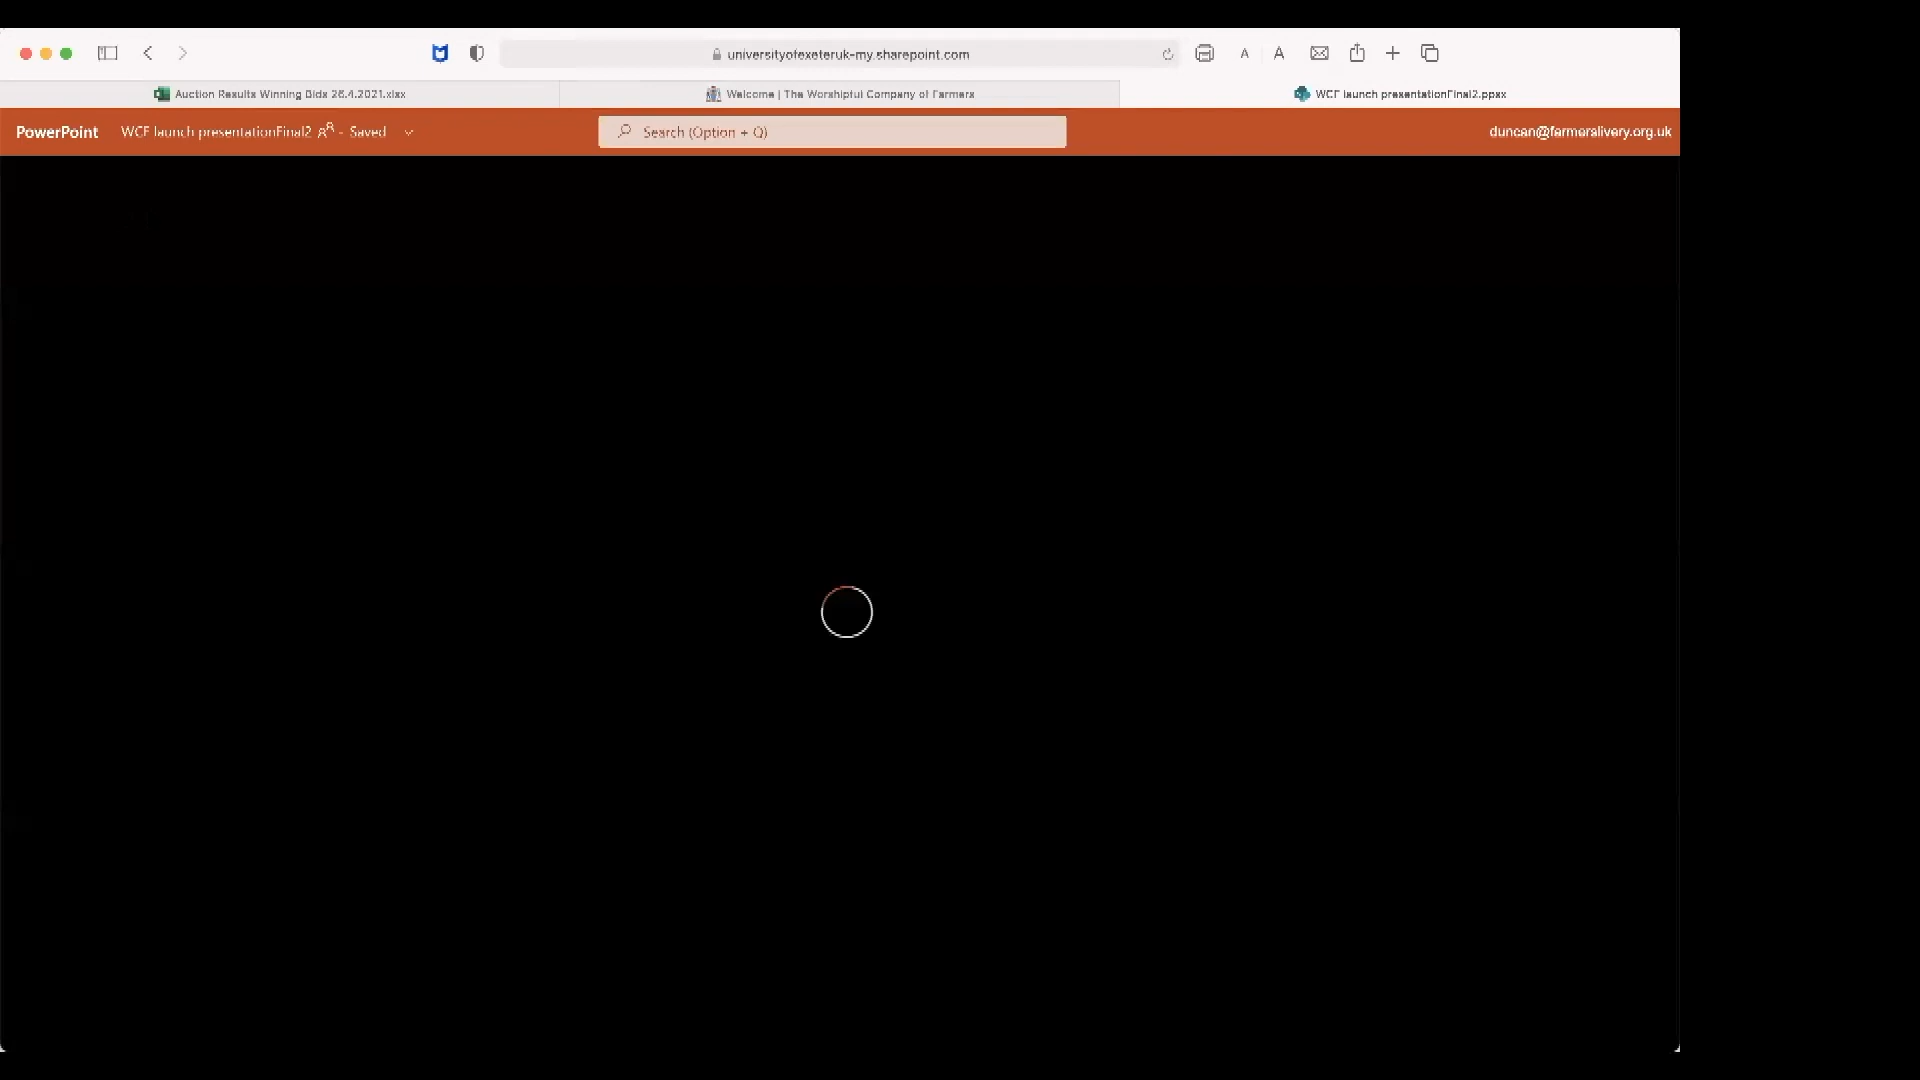 universityofexeteruk-my.sharepoint.com
A A
Auction Results Winning Bids 26.4.2021.xlsx
Welcome | The Worshipful Company of Farmers
WCF launch presentationFinal2.ppsx
PowerPoint
WCF launch presentationFinal2 - Saved
Search (Option + Q)
duncan@farmerslivery.org.uk